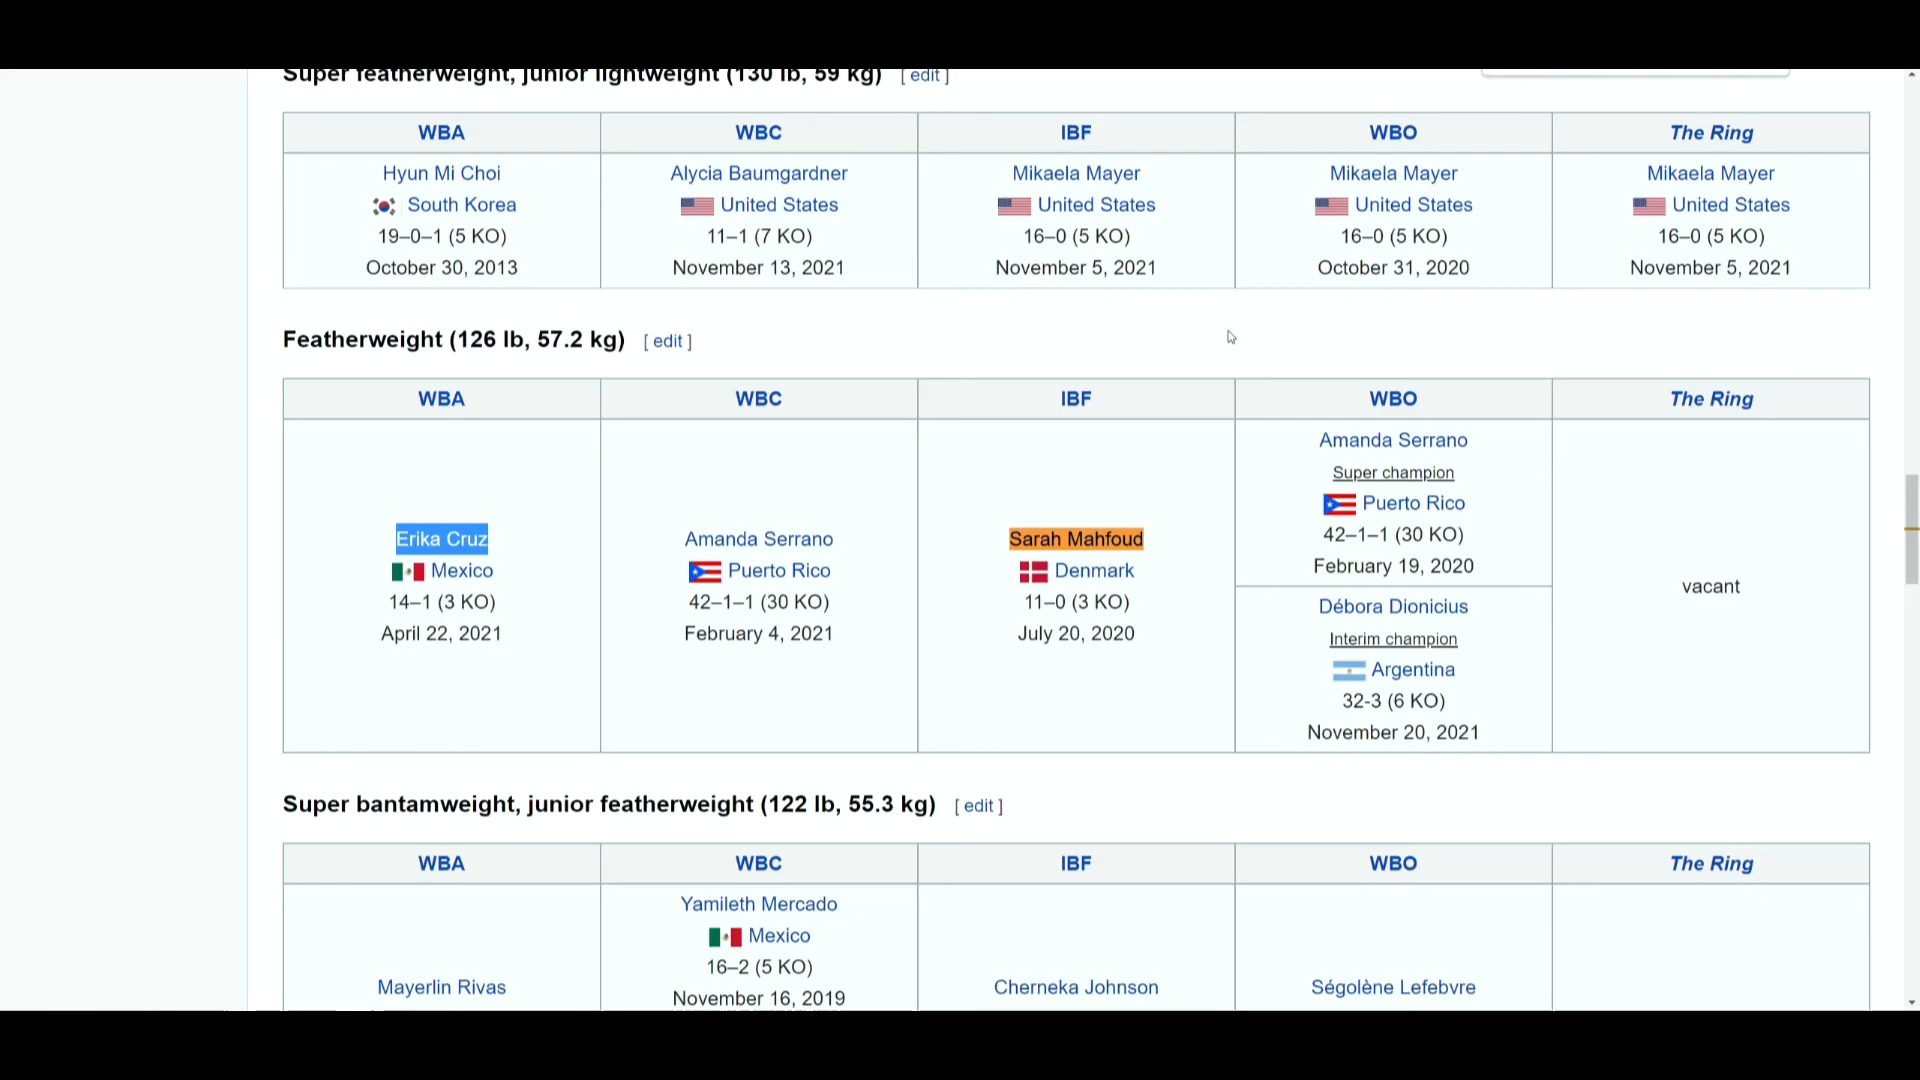 Super featherweight, junior lightweight (130 lb, 59 kg) [ edit ]
WBA WBC IBF WBO The Ring
Hyun Mi Choi Alycia Baumgardner Mikaela Mayer Mikaela Mayer Mikaela Mayer
South Korea United States United States United States United States
19–0–1 (5 KO) 11–1 (7 KO) 16–0 (5 KO) 16–0 (5 KO) 16–0 (5 KO)
October 30, 2013 November 13, 2021 November 5, 2021 October 31, 2020 November 5, 2021
Featherweight (126 lb, 57.2 kg) [ edit ]
WBA WBC IBF WBO The Ring
Erika Cruz
Mexico
14–1 (3 KO)
April 22, 2021
Amanda Serrano
Puerto Rico
42–1–1 (30 KO)
February 4, 2021
Sarah Mahfoud
Denmark
11–0 (3 KO)
July 20, 2020
Amanda Serrano
Super champion
Puerto Rico
42–1–1 (30 KO)
February 19, 2020
Débora Dionicius
Interim champion
Argentina
32-3 (6 KO)
November 20, 2021
vacant
Super bantamweight, junior featherweight (122 lb, 55.3 kg) [ edit ]
WBA WBC IBF WBO The Ring
Mayerlin Rivas
Yamileth Mercado
Mexico
16–2 (5 KO)
November 16, 2019
Cherneka Johnson
Ségolène Lefebvre